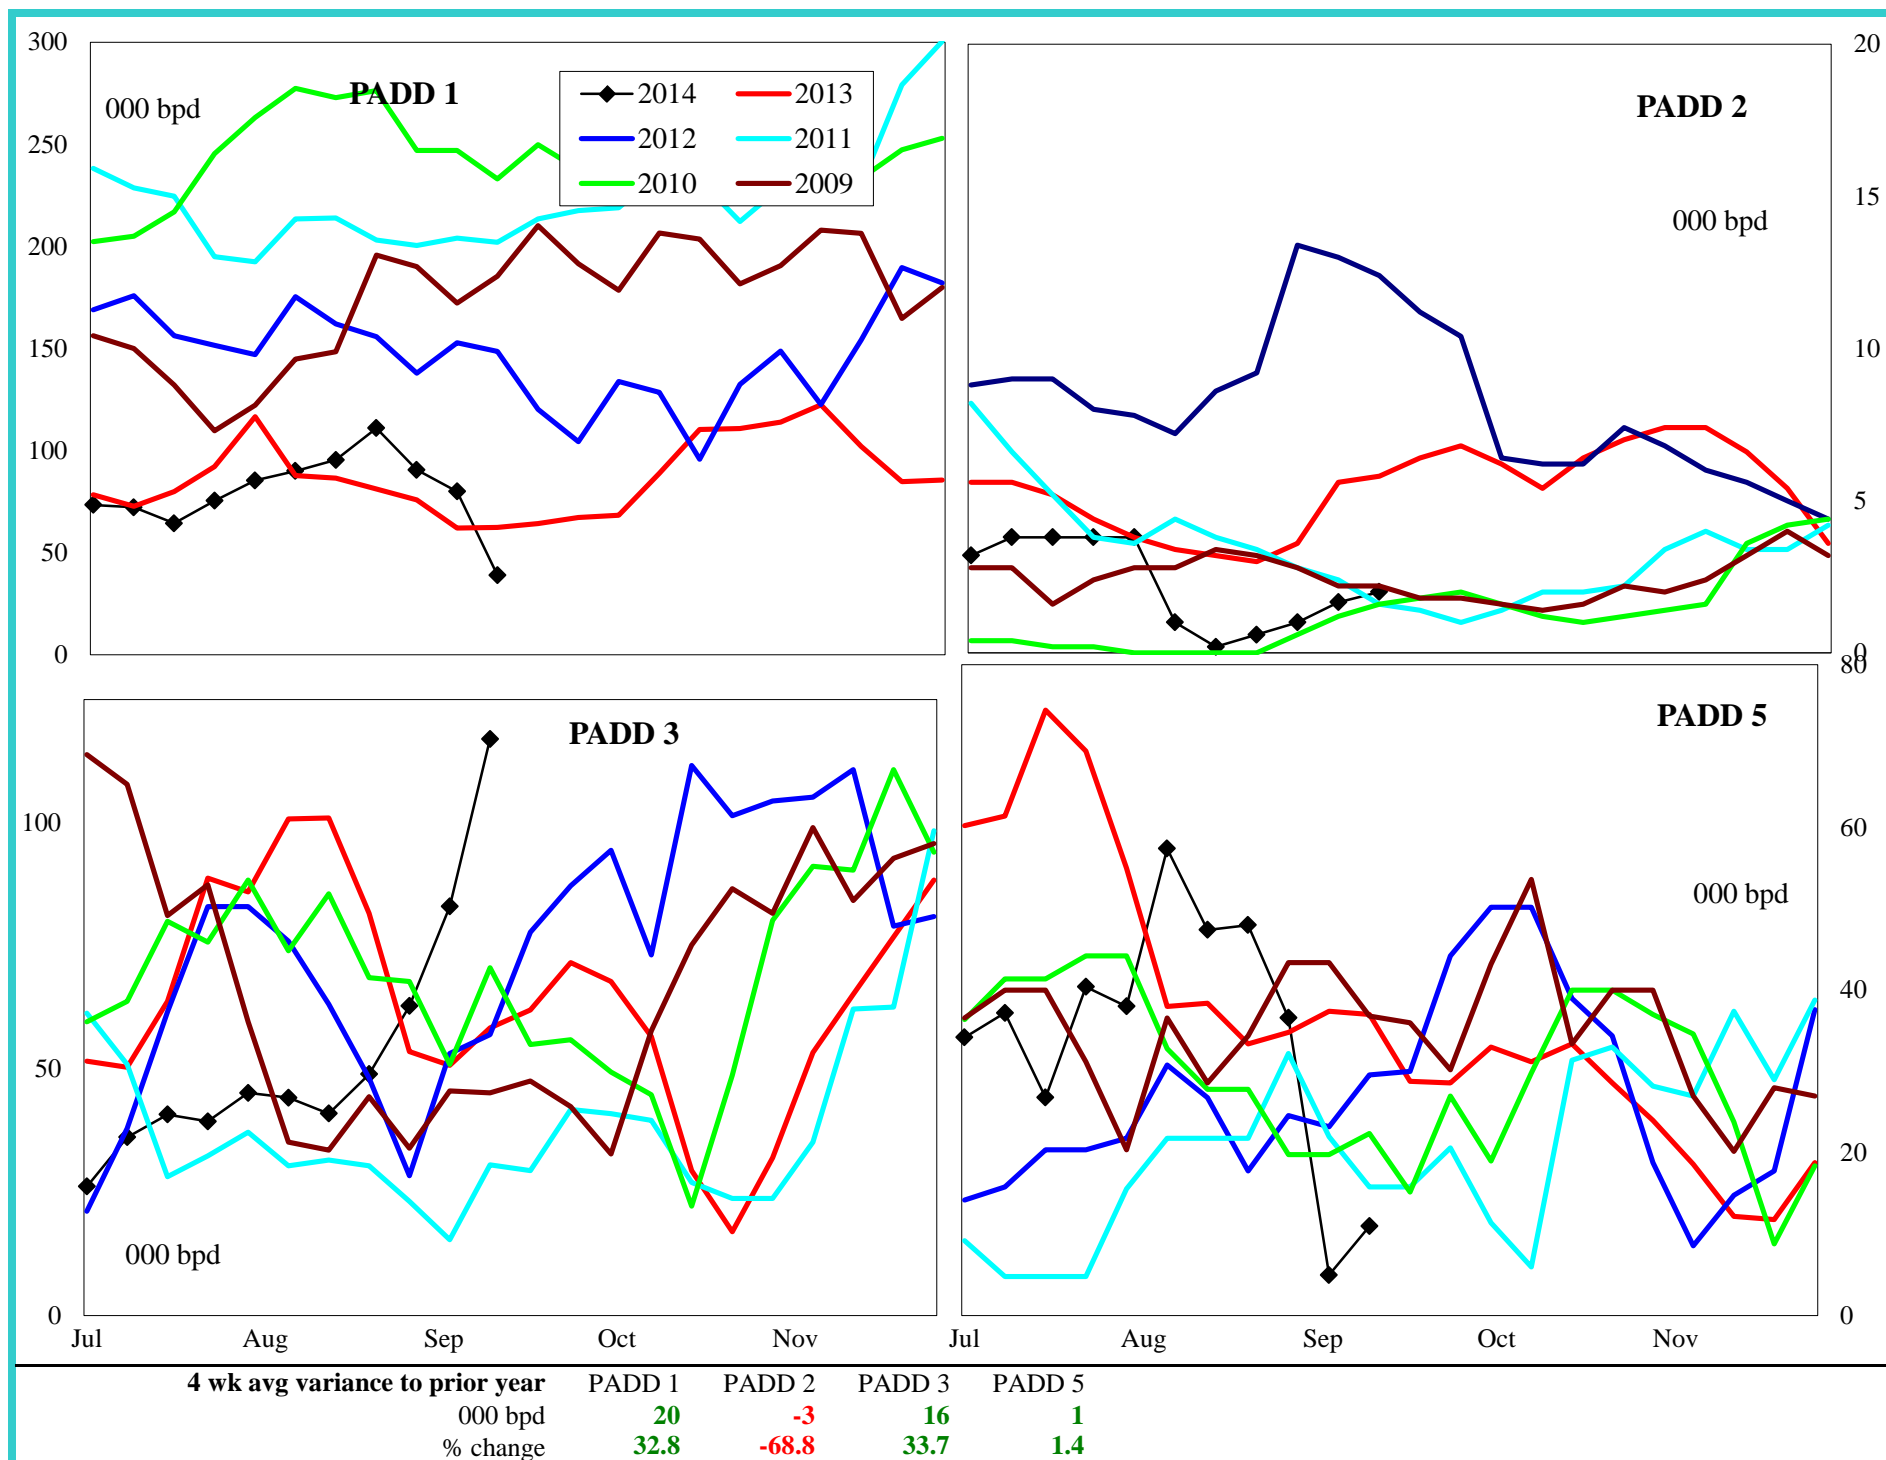 300
250
200
150
100
50
0
000 bpd
PADD 1
2014
2013
2012
2011
2010
2009
20
15
10
5
0
PADD 2
000 bpd
100
50
0
PADD 3
000 bpd
Jul Aug Sep Oct Nov
80
60
40
20
0
PADD 5
000 bpd
Jul Aug Sep Oct Nov
4 wk avg variance to prior year PADD 1 PADD 2 PADD 3 PADD 5
000 bpd 20 -3 16 1
% change 32.8 -68.8 33.7 1.4